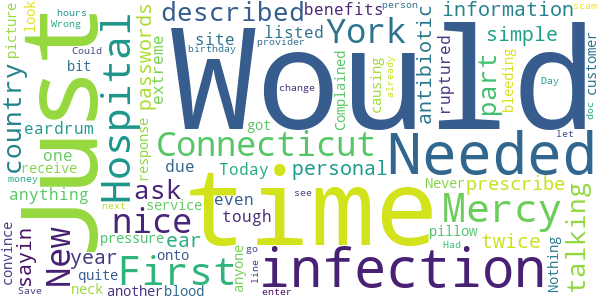 described
benefits
York
information
picture
look
hours
Wrong
Could
birthday
provider
person
scam
country
Just
Hospital
passwords
extreme
site
listed
Would
simple
bit
response
Complained
causing
change
ruptured
antibiotic
already
bleeding
part
Day
doc
customer
eardrum
one
receive
due
got
Connecticut
Needed
let
anything
Today
personal
money
next
New
ask
even
time
see
Never
prescribe
sayin
nice
service
tough
Mercy
convince
year
pressure
ear
onto
anyone
go
line
pillow
Had
twice
Nothing
talking
quite
First
infection
Save
neck
another
blood
enter